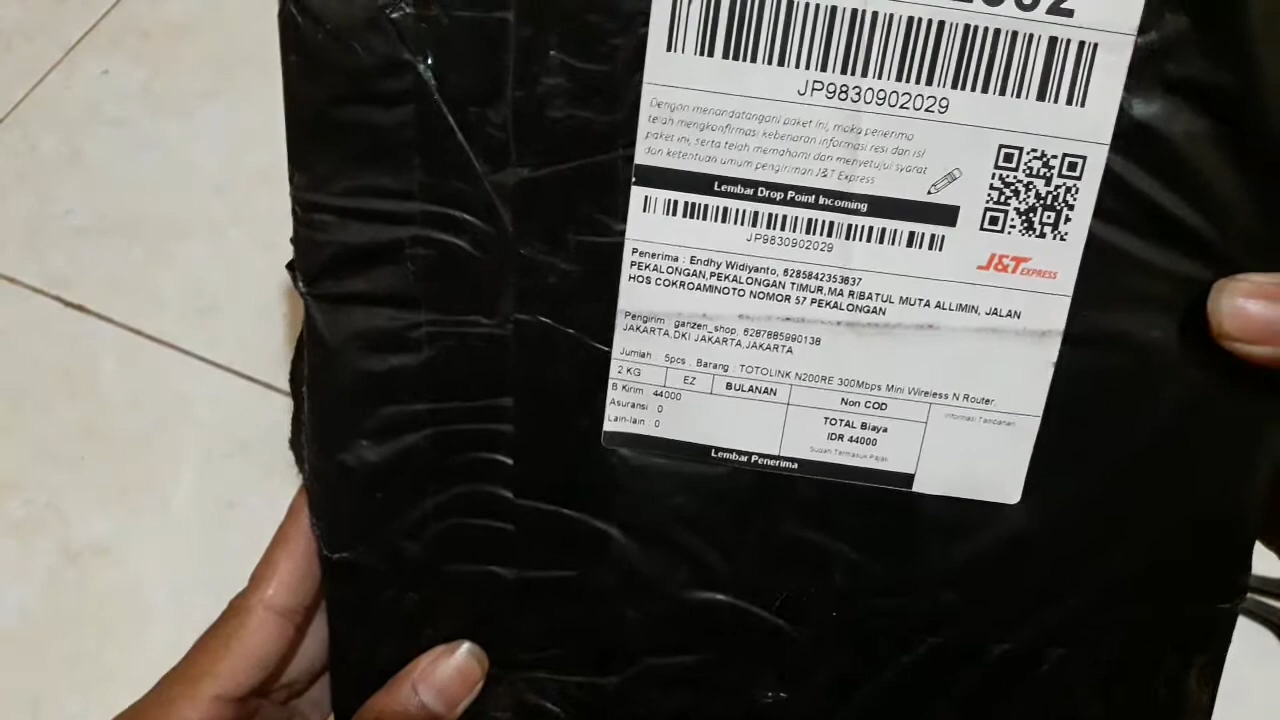 JP9830902029
Dengan menandatangani paket ini, maka penerima
telah mengkonfirmasi kebenaran informasi resi dan isi
paket ini, serta telah memahami dan menyetujui syarat
dan ketentuan umum pengiriman J&T Express
Lembar Drop Point Incoming
JP9830902029
J&T EXPRESS
Penerima : Endhy Widiyanto, 6285842353637
PEKALONGAN,PEKALONGAN TIMUR,MA RIBATUL MUTA ALLIMIN, JALAN
HOS COKROAMINOTO NOMOR 57 PEKALONGAN
Pengirim : ganzen_shop, 6287885990138
JAKARTA,DKI JAKARTA,JAKARTA
Jumlah : 5pcs , Barang : TOTOLINK N200RE 300Mbps Mini Wireless N Router.
2 KG EZ BULANAN Non COD
B Kirim : 44000
Asuransi : 0
Lain-lain : 0
TOTAL Biaya
IDR 44000
Sudah Termasuk Pajak
Informasi Tambahan
Lembar Penerima